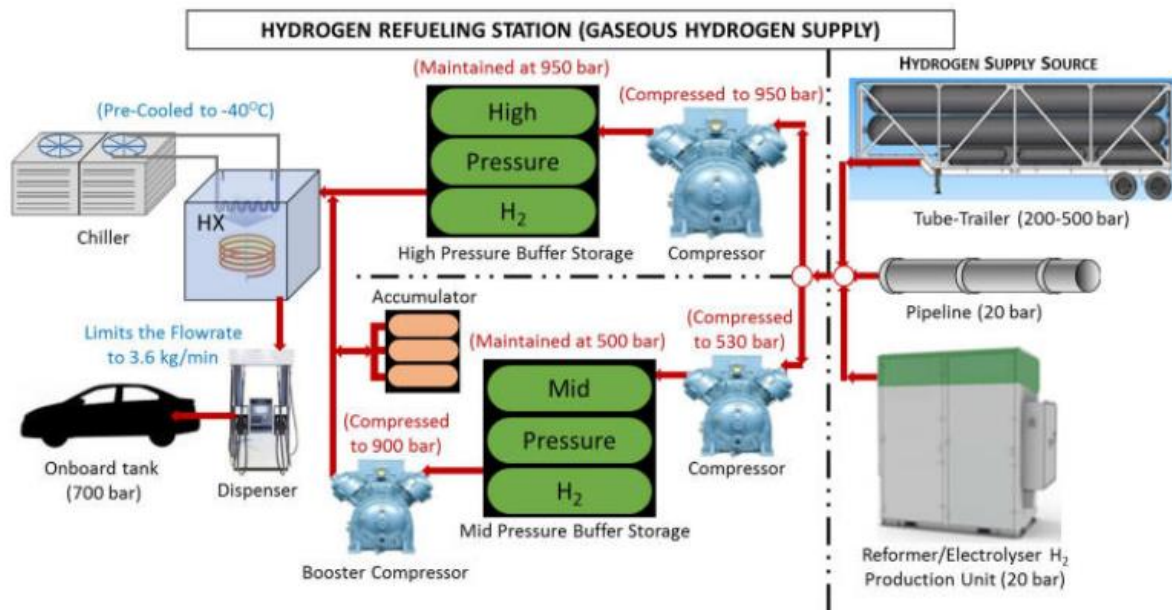 HYDROGEN REFUELING STATION (GASEOUS HYDROGEN SUPPLY)
(Maintained at 950 bar)
HYDROGEN SUPPLY SOURCE
(Pre-Cooled to -40°C)
High
Pressure
H₂
(Compressed to 950 bar)
HX
Chiller
High Pressure Buffer Storage
Compressor
Tube-Trailer (200-500 bar)
Accumulator
Pipeline (20 bar)
Limits the Flowrate
to 3.6 kg/min
(Maintained at 500 bar)
(Compressed
to 530 bar)
Mid
Pressure
H₂
(Compressed
to 900 bar)
Compressor
Onboard tank
(700 bar)
Dispenser
Mid Pressure Buffer Storage
Booster Compressor
Reformer/Electrolyser H₂
Production Unit (20 bar)